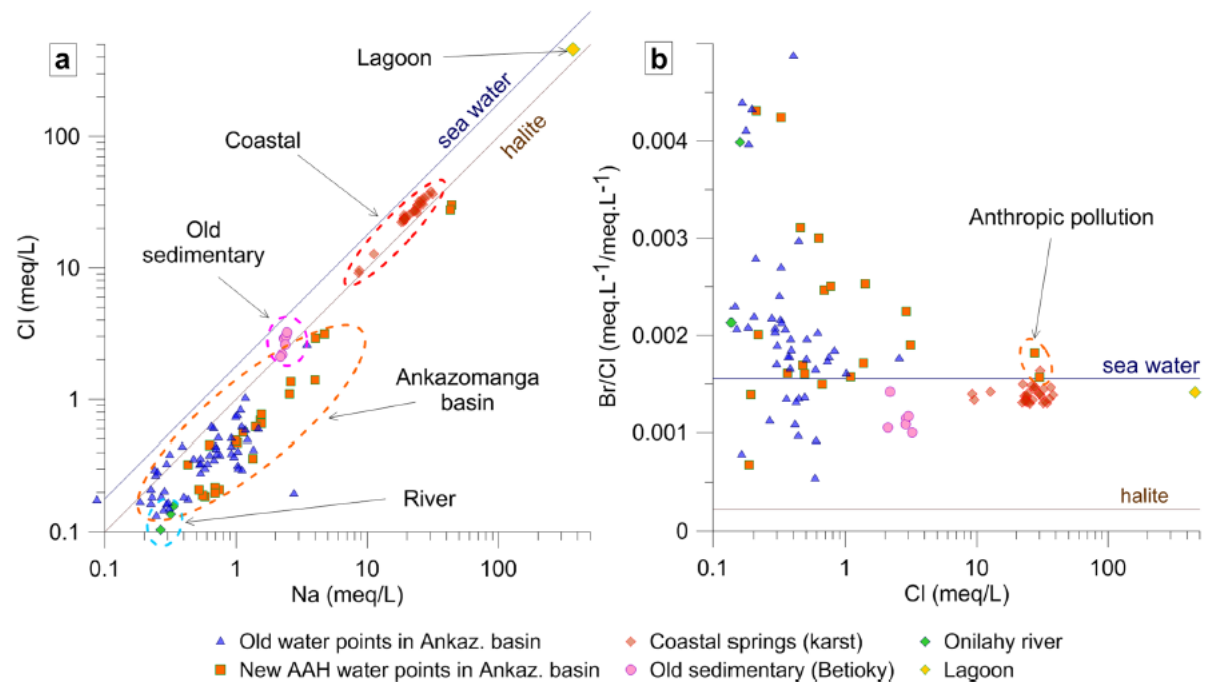 a
Lagoon
sea water
halite
Coastal
Old
sedimentary
Ankazomanga
basin
River
100
10
1
0.1
Cl (meq/L)
0.1
1
10
100
Na (meq/L)
b
0.004
0.003
0.002
0.001
0
Br/Cl (meq.L-1/meq.L-1)
Anthropic pollution
sea water
halite
0.1
1
10
100
Cl (meq/L)
Old water points in Ankaz. basin
Coastal springs (karst)
Onilahy river
New AAH water points in Ankaz. basin
Old sedimentary (Betioky)
Lagoon